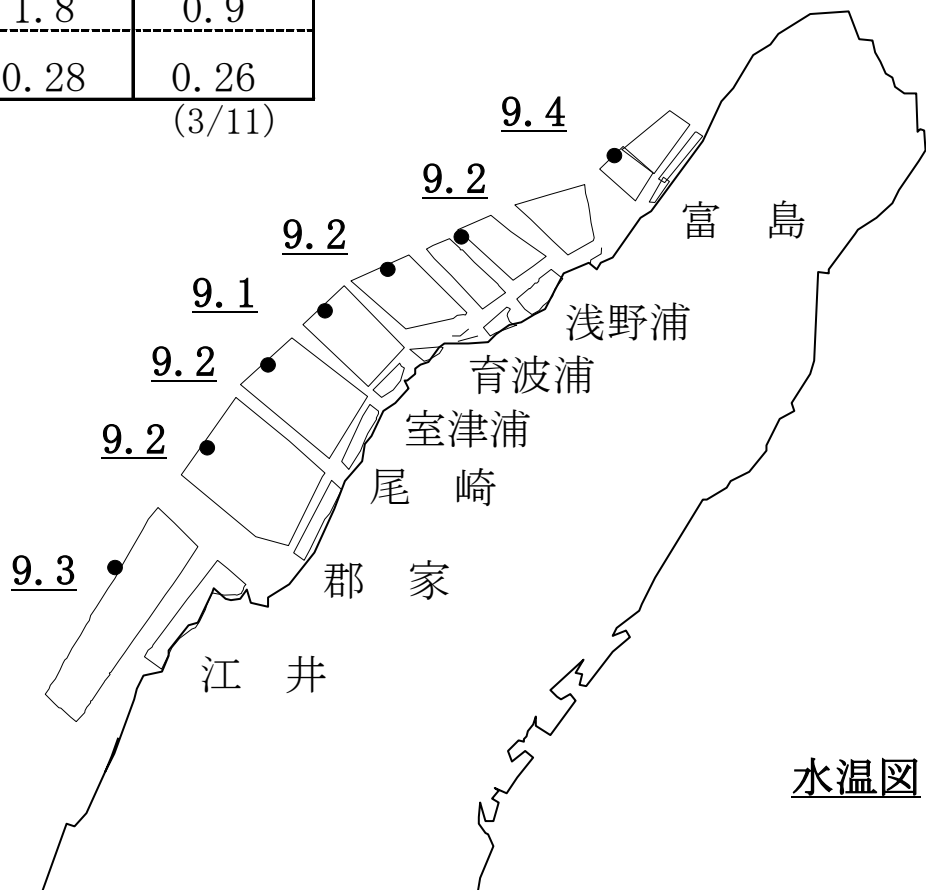 1.8 0.9
0.28 0.26
(3/11)
9.4
9.2
富 島
9.2
9.1
浅野浦
9.2
育波浦
室津浦
9.2
尾 崎
9.3
郡 家
江 井
水温図